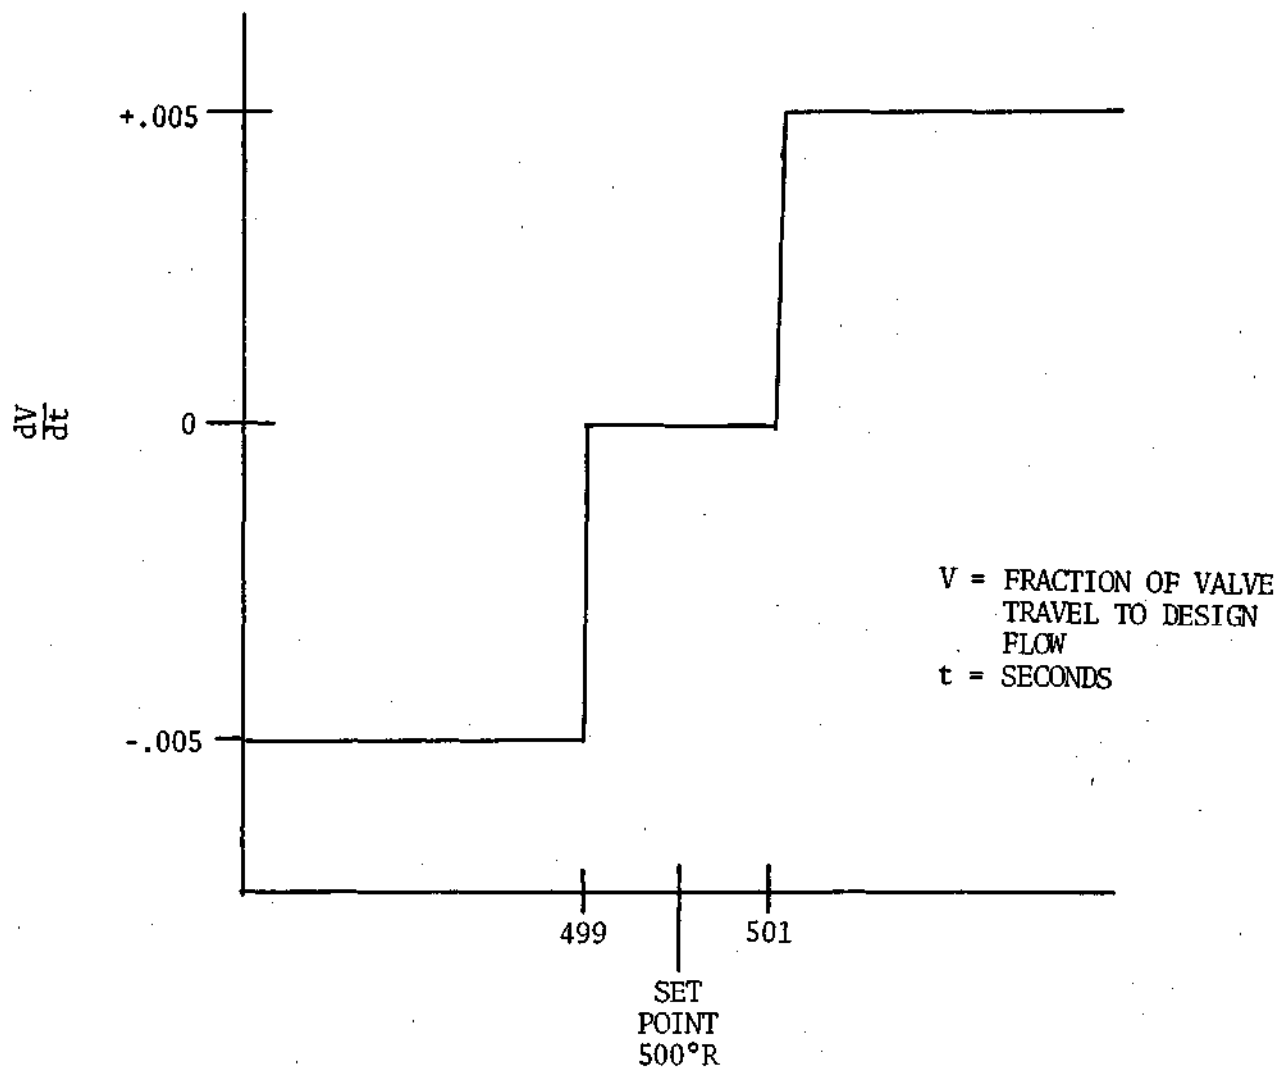 +.005
dV
dt
0
-.005
V = FRACTION OF VALVE
TRAVEL TO DESIGN
FLOW
t = SECONDS
499
501
SET
POINT
500°R